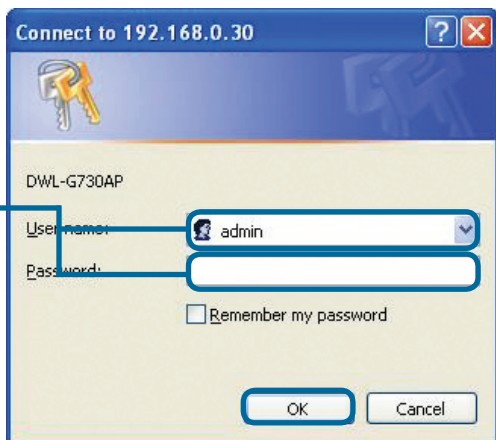 Connect to 192.168.0.30
DWL-G730AP
User name:
admin
Password:
Remember my password
OK
Cancel